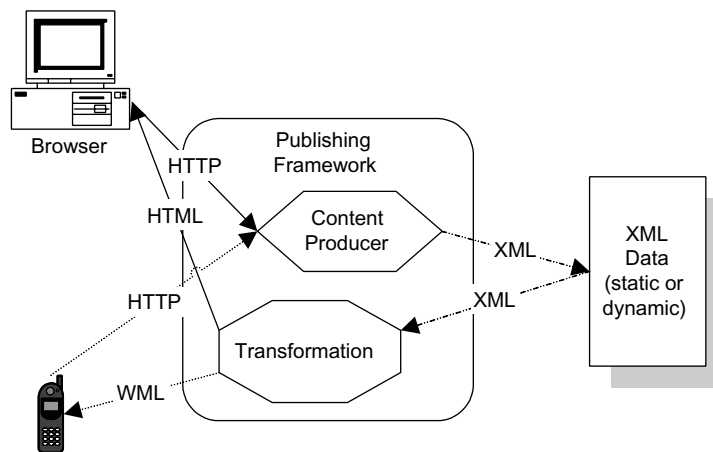 Browser
Publishing
Framework
HTTP
HTML
Content
Producer
XML
XML
Data
(static or
dynamic)
HTTP
XML
Transformation
WML